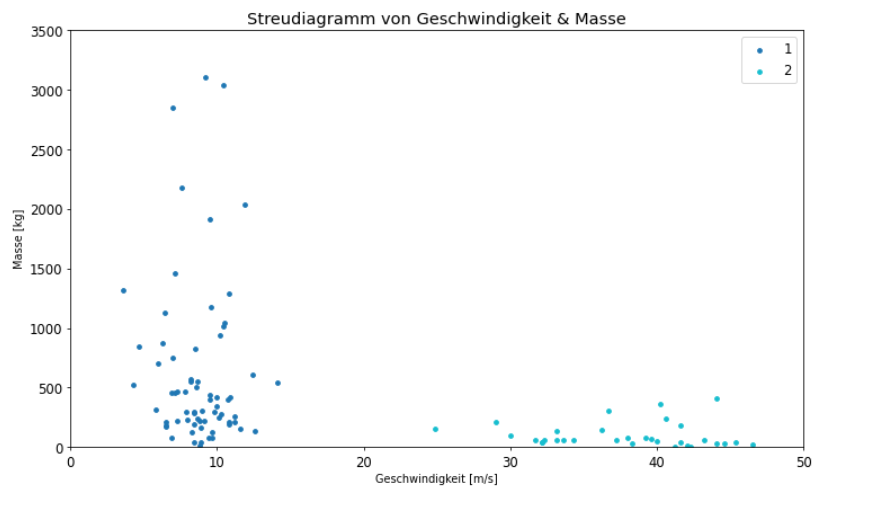 Streudiagramm von Geschwindigkeit & Masse
3500
3000
2500
2000
1500
1000
500
0
Masse [kg]
1
2
0 10 20 30 40 50
Geschwindigkeit [m/s]